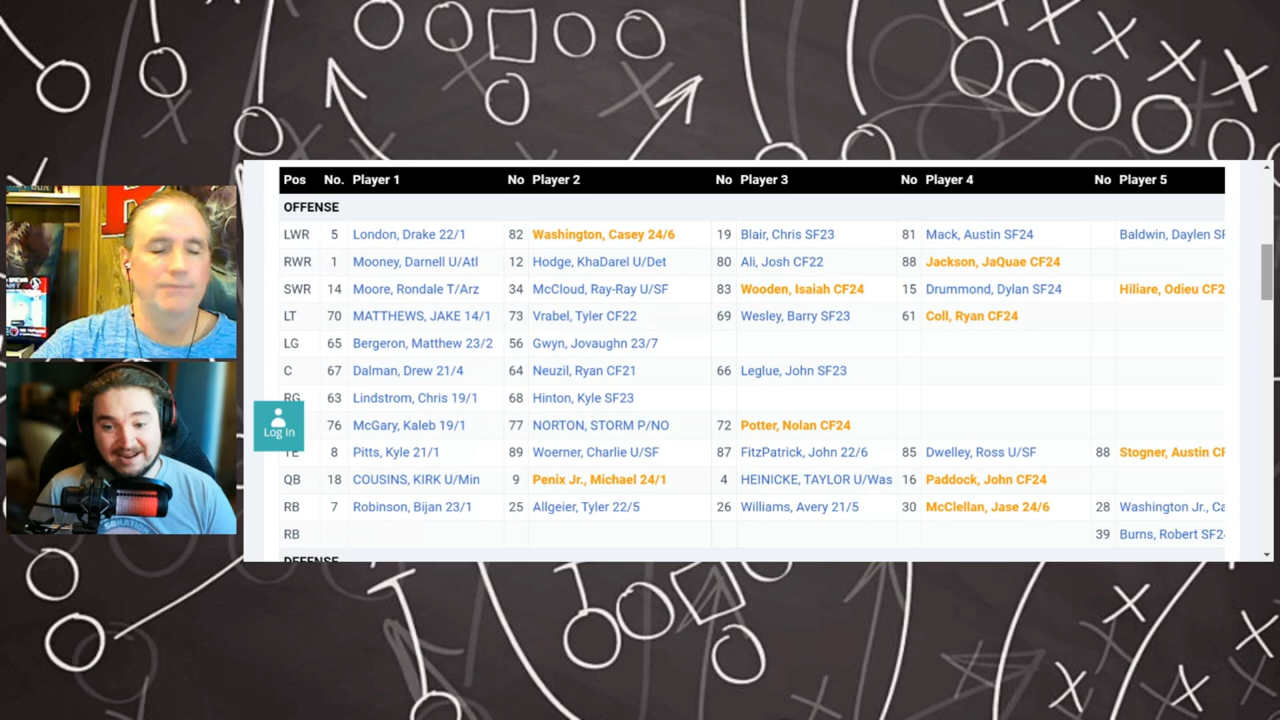 Pos No. Player 1 No Player 2 No Player 3 No Player 4 No Player 5
OFFENSE
LWR 5 London, Drake 22/1 82 Washington, Casey 24/6 19 Blair, Chris SF23 81 Mack, Austin SF24 Baldwin, Daylen SF
RWR 1 Mooney, Darnell U/Atl 12 Hodge, KhaDarel U/Det 80 Ali, Josh CF22 88 Jackson, JaQuae CF24
SWR 14 Moore, Rondale T/Arz 34 McCloud, Ray-Ray U/SF 83 Wooden, Isaiah CF24 15 Drummond, Dylan SF24 Hiliare, Odieu CF2
LT 70 MATTHEWS, JAKE 14/1 73 Vrabel, Tyler CF22 69 Wesley, Barry SF23 61 Coll, Ryan CF24
LG 65 Bergeron, Matthew 23/2 56 Gwyn, Jovaughn 23/7
C 67 Dalman, Drew 21/4 64 Neuzil, Ryan CF21 66 Leglue, John SF23
RG 63 Lindstrom, Chris 19/1 68 Hinton, Kyle SF23
76 McGary, Kaleb 19/1 77 NORTON, STORM P/NO 72 Potter, Nolan CF24
TE 8 Pitts, Kyle 21/1 89 Woerner, Charlie U/SF 87 FitzPatrick, John 22/6 85 Dwelley, Ross U/SF 88 Stogner, Austin CF
QB 18 COUSINS, KIRK U/Min 9 Penix Jr., Michael 24/1 4 HEINICKE, TAYLOR U/Was 16 Paddock, John CF24
RB 7 Robinson, Bijan 23/1 25 Allgeier, Tyler 22/5 26 Williams, Avery 21/5 30 McClellan, Jase 24/6 28 Washington Jr., Ca
RB 39 Burns, Robert SF2
DEFENSE
Log In